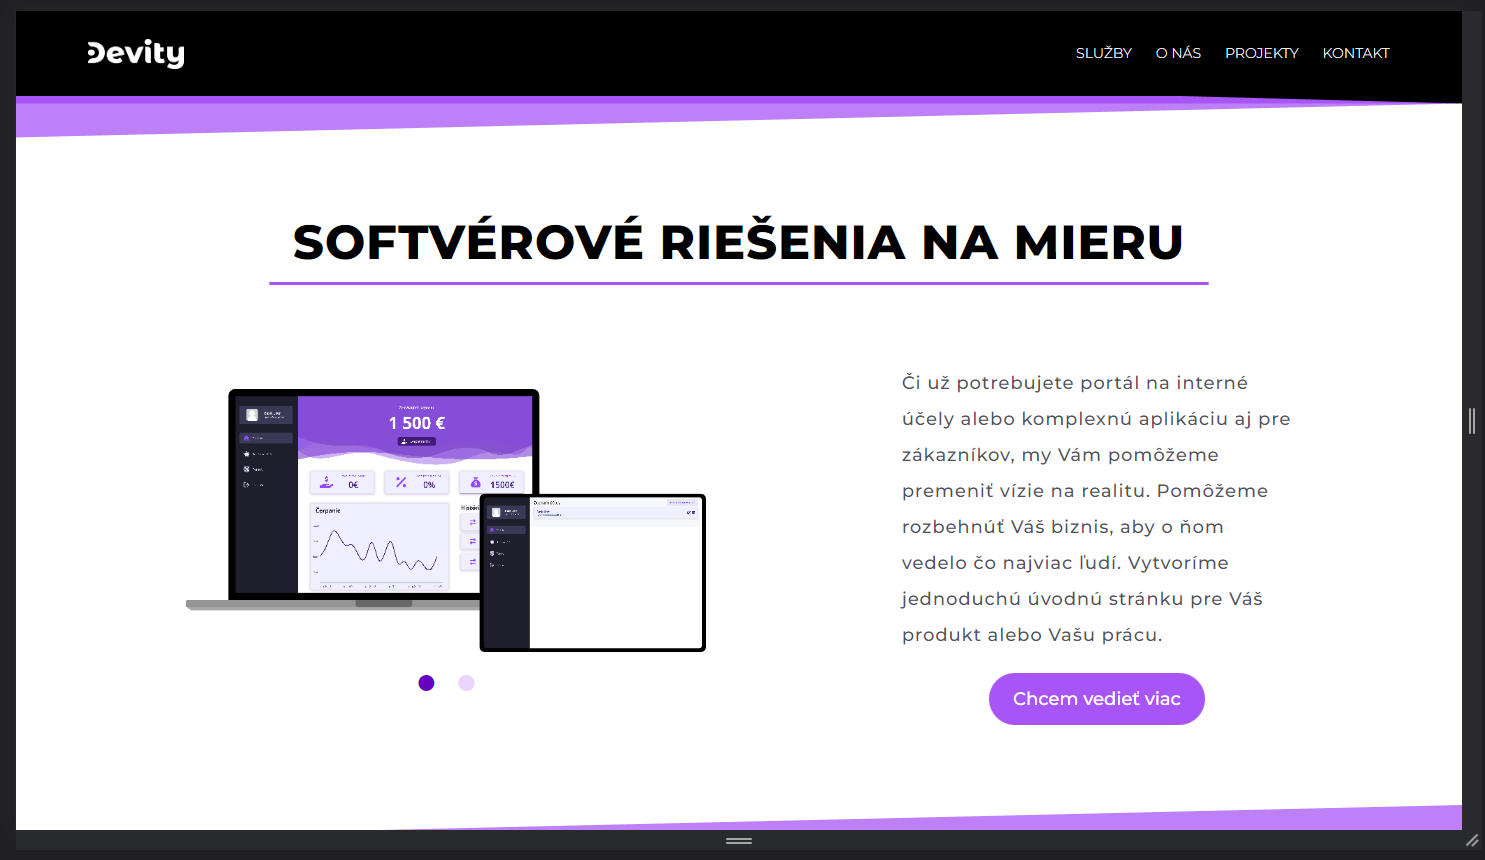 Devity
SLUŽBY O NÁS PROJEKTY KONTAKT
SOFTVÉROVÉ RIEŠENIA NA MIERU
Či už potrebujete portál na interné
účely alebo komplexnú aplikáciu aj pre
zákazníkov, my Vám pomôžeme
premeniť vízie na realitu. Pomôžeme
rozbehnúť Váš biznis, aby o ňom
vedelo čo najviac ľudí. Vytvoríme
jednoduchú úvodnú stránku pre Váš
produkt alebo Vašu prácu.
Chcem vedieť viac
1 500 €
0€ 0% 1500€
Čerpanie